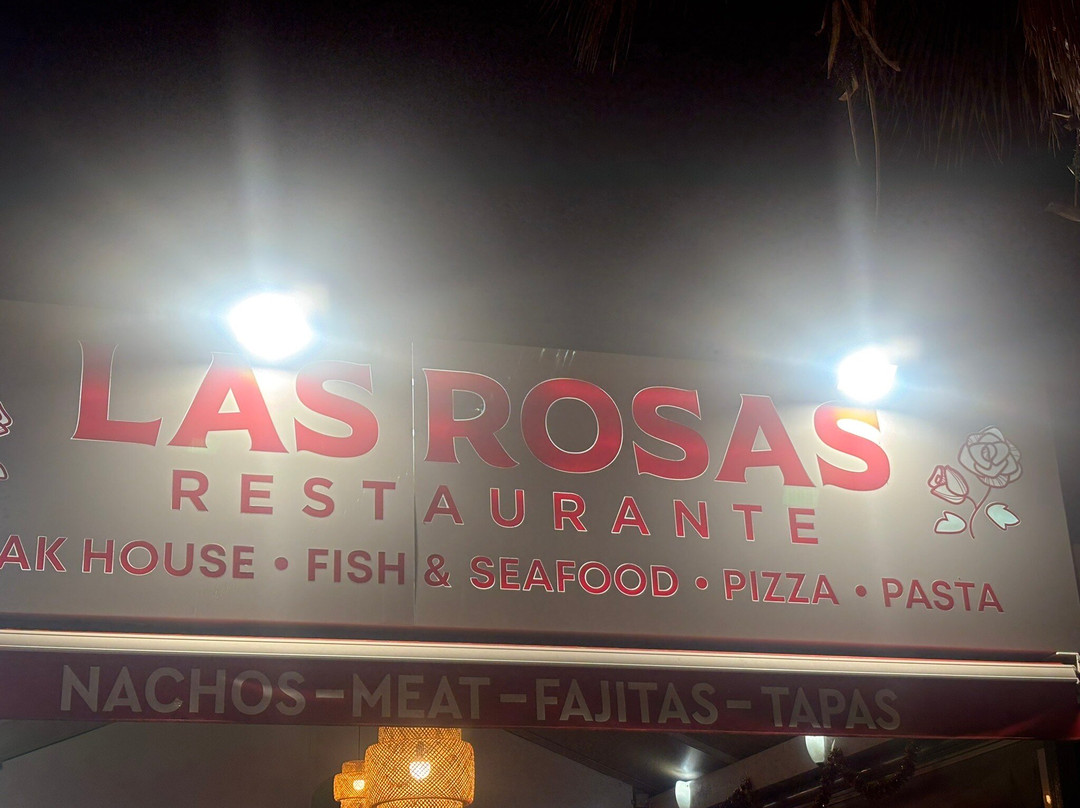 LAS ROSAS
RESTAURANTE
AK HOUSE • FISH & SEAFOOD • PIZZA • PASTA
NACHOS - MEAT - FAJITAS - TAPAS